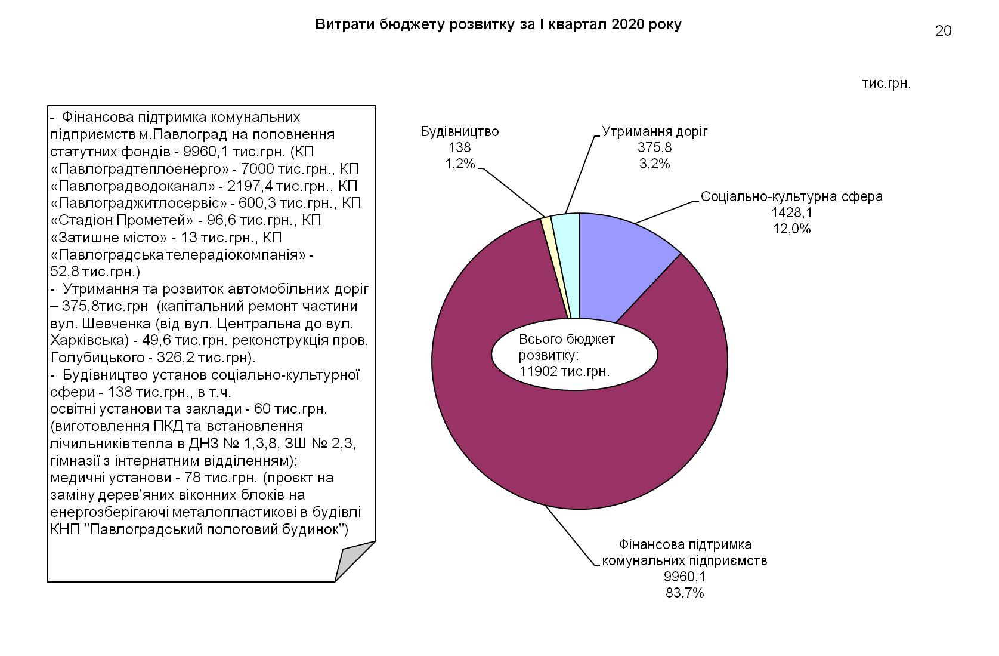 Витрати бюджету розвитку за І квартал 2020 року
20
тис.грн.
- Фінансова підтримка комунальних
підприємств м.Павлоград на поповнення
статутних фондів - 9960,1 тис.грн. (КП
«Павлоградтеплоенерго» - 7000 тис.грн., КП
«Павлоградводоканал» - 2197,4 тис.грн., КП
«Павлограджитлосервіс» - 600,3 тис.грн., КП
«Стадіон Прометей» - 96,6 тис.грн., КП
«Затишне місто» - 13 тис.грн., КП
«Павлоградська телерадіокомпанія» -
52,8 тис.грн.)
- Утримання та розвиток автомобільних доріг
– 375,8тис.грн (капітальний ремонт частини
вул. Шевченка (від вул. Центральна до вул.
Харківська) - 49,6 тис.грн. реконструкція пров.
Голубицького - 326,2 тис.грн).
- Будівництво установ соціально-культурної
сфери - 138 тис.грн., в т.ч.
освітні установи та заклади - 60 тис.грн.
(виготовлення ПКД та встановлення
лічильників тепла в ДНЗ № 1,3,8, ЗШ № 2,3,
гімназії з інтернатним відділенням);
медичні установи - 78 тис.грн. (проєкт на
заміну дерев'яних віконних блоків на
енергозберігаючі металопластикові в будівлі
КНП "Павлоградський пологовий будинок")
Будівництво
138
1,2%
Утримання доріг
375,8
3,2%
Соціально-культурна сфера
1428,1
12,0%
Всього бюджет
розвитку:
11902 тис.грн.
Фінансова підтримка
комунальних підприємств
9960,1
83,7%